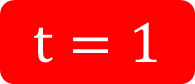 t = 1